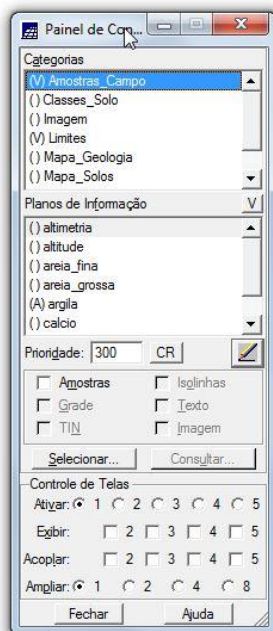 Painel de Con...
Categorias
(V) Amostras_Campo
( ) Classes_Solo
( ) Imagem
(V) Limites
( ) Mapa_Geologia
( ) Mapa_Solos
Planos de Informação V
( ) altimetria
( ) altitude
( ) areia_fina
( ) areia_grossa
(A) argila
( ) calcio
Prioridade: 300 CR
Amostras Isolinhas
Grade Texto
TIN Imagem
Selecionar... Consultar...
Controle de Telas
Ativar: 1 2 3 4 5
Exibir: 2 3 4 5
Acoplar: 2 3 4 5
Ampliar: 1 2 4 8
Fechar Ajuda